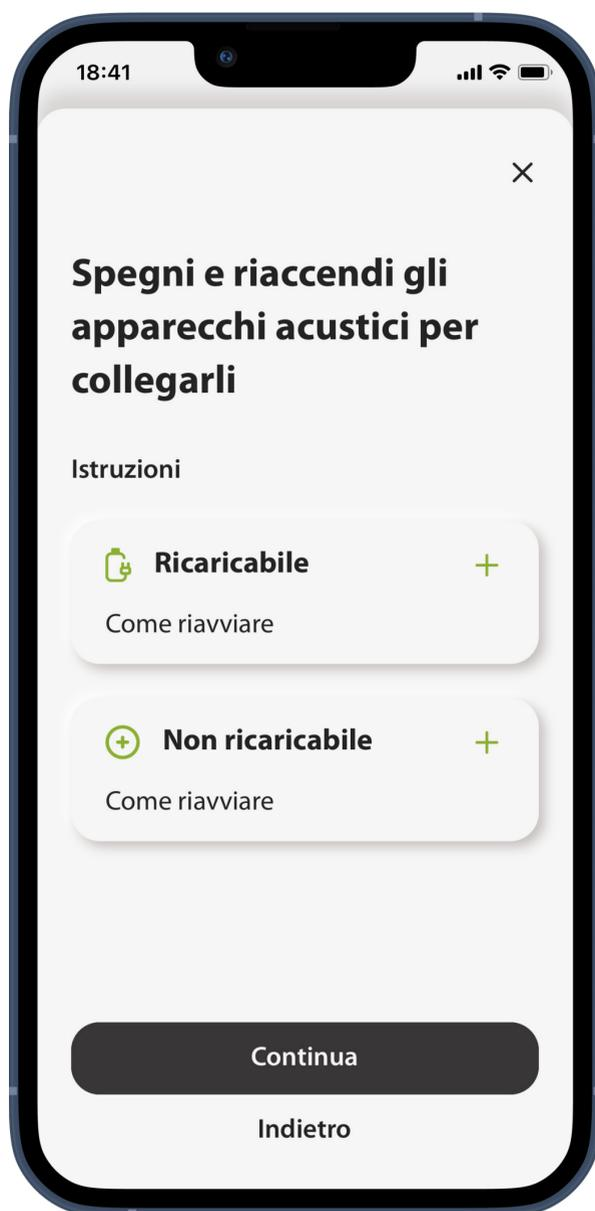 18:41
Spegni e riaccendi gli
apparecchi acustici per
collegarli
Istruzioni
Ricaricabile
Come riavviare
Non ricaricabile
Come riavviare
Continua
Indietro